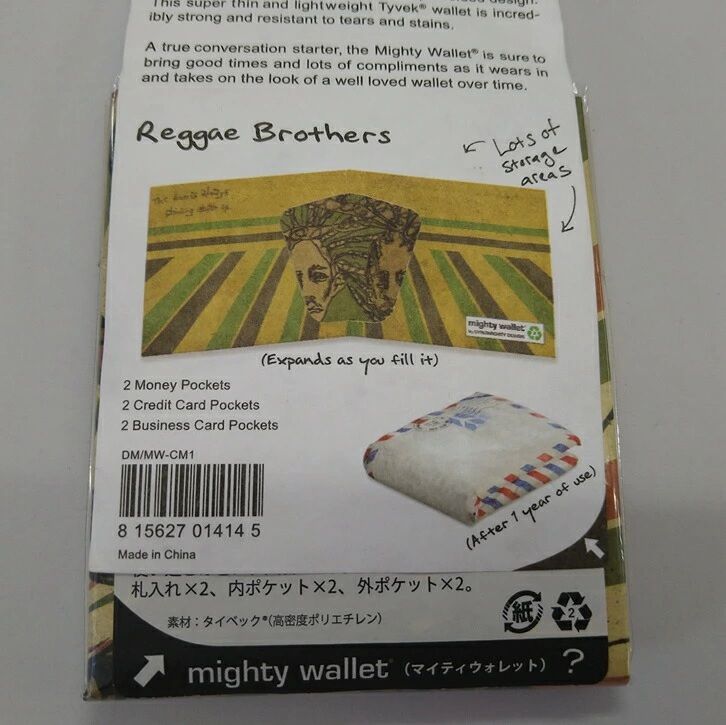 This super thin and lightweight Tyvek® wallet is incred-
ibly strong and resistant to tears and stains.
A true conversation starter, the Mighty Wallet® is sure to
bring good times and lots of compliments as it wears in
and takes on the look of a well loved wallet over time.
Reggae Brothers
Lots of
storage
areas
mighty wallet
by DYNOMIGHTY DESIGN
(Expands as you fill it)
2 Money Pockets
2 Credit Card Pockets
2 Business Card Pockets
DM/MW-CM1
8 15627 01414 5
Made in China
(After 1 year of use)
札入れ×2、内ポケット×2、外ポケット×2。
素材：タイベック®(高密度ポリエチレン)
紙
2
mighty wallet (マイティウォレット) ?